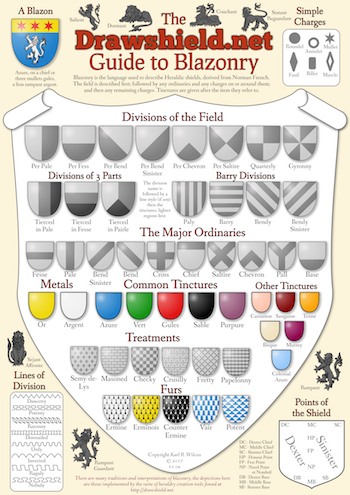 A Blazon
Azure, on a chief or
three mullets gules,
a lion rampant argent.
Salient
Dormant
Couchant
Statant
Reguardant
The
Drawshield.net
Guide to Blazonry
Blazonry is the language used to describe Heraldic shields, derived from Norman French.
The field is described first, followed by any ordinaries and any charges on or around them;
and then any remaining charges. Tinctures are given after the item they refer to.
Simple
Charges
Roundel
Mullet
Annulet
Fusil
Billet
Mascle
Divisions of the Field
Per Pale
Per Fess
Per Bend
Per Bend
Sinister
Per Chevron
Per Saltire
Quarterly
Gyronny
Divisions of 3 Parts
The division
name is
followed by a
line style (if any)
then the
tinctures,
lighter regions
here
Barry Divisions
Tierced
in Pale
Tierced
in Fesse
Tierced
in Pairle
Paly
Barry
Bendy
Bendy
Sinister
The Major Ordinaries
Fesse
Pale
Bend
Bend
Sinister
Cross
Chief
Saltire
Chevron
Pall
Base
Metals
Common Tinctures
Other Tinctures
Or
Argent
Azure
Vert
Gules
Sable
Purpure
Carnation
Sanguine
Tenne
Bisque
Murrey
Celestial
Azure
Treatments
Semy-de-
Lys
Masoned
Checky
Crusilly
Fretty
Papellonny
Furs
Ermine
Erminois
Counter
Ermine
Vair
Potent
Sejant
Affronte
Rampant
Rampant
Guardant
Lines of
Division
Dancetty
Indented
Only
Invected
Nebuly
Points of
the Shield
DC
MC
SC
Dexter
HP
FP
NP
Sinister
DB
MB
SB
DC - Dexter Chief
MC - Middle Chief
SC - Sinister Chief
HP - Honour Point
FP - Fess Point
NP - Navel Point
or Nombril
DB - Dexter Base
MB - Middle Base
SB - Sinister Base
Copyright Karl R. Wilcox
There are many traditions and interpretations of blazonry, the depictions here
are those implemented by the suite of heraldry creation tools found at
http://drawshield.net